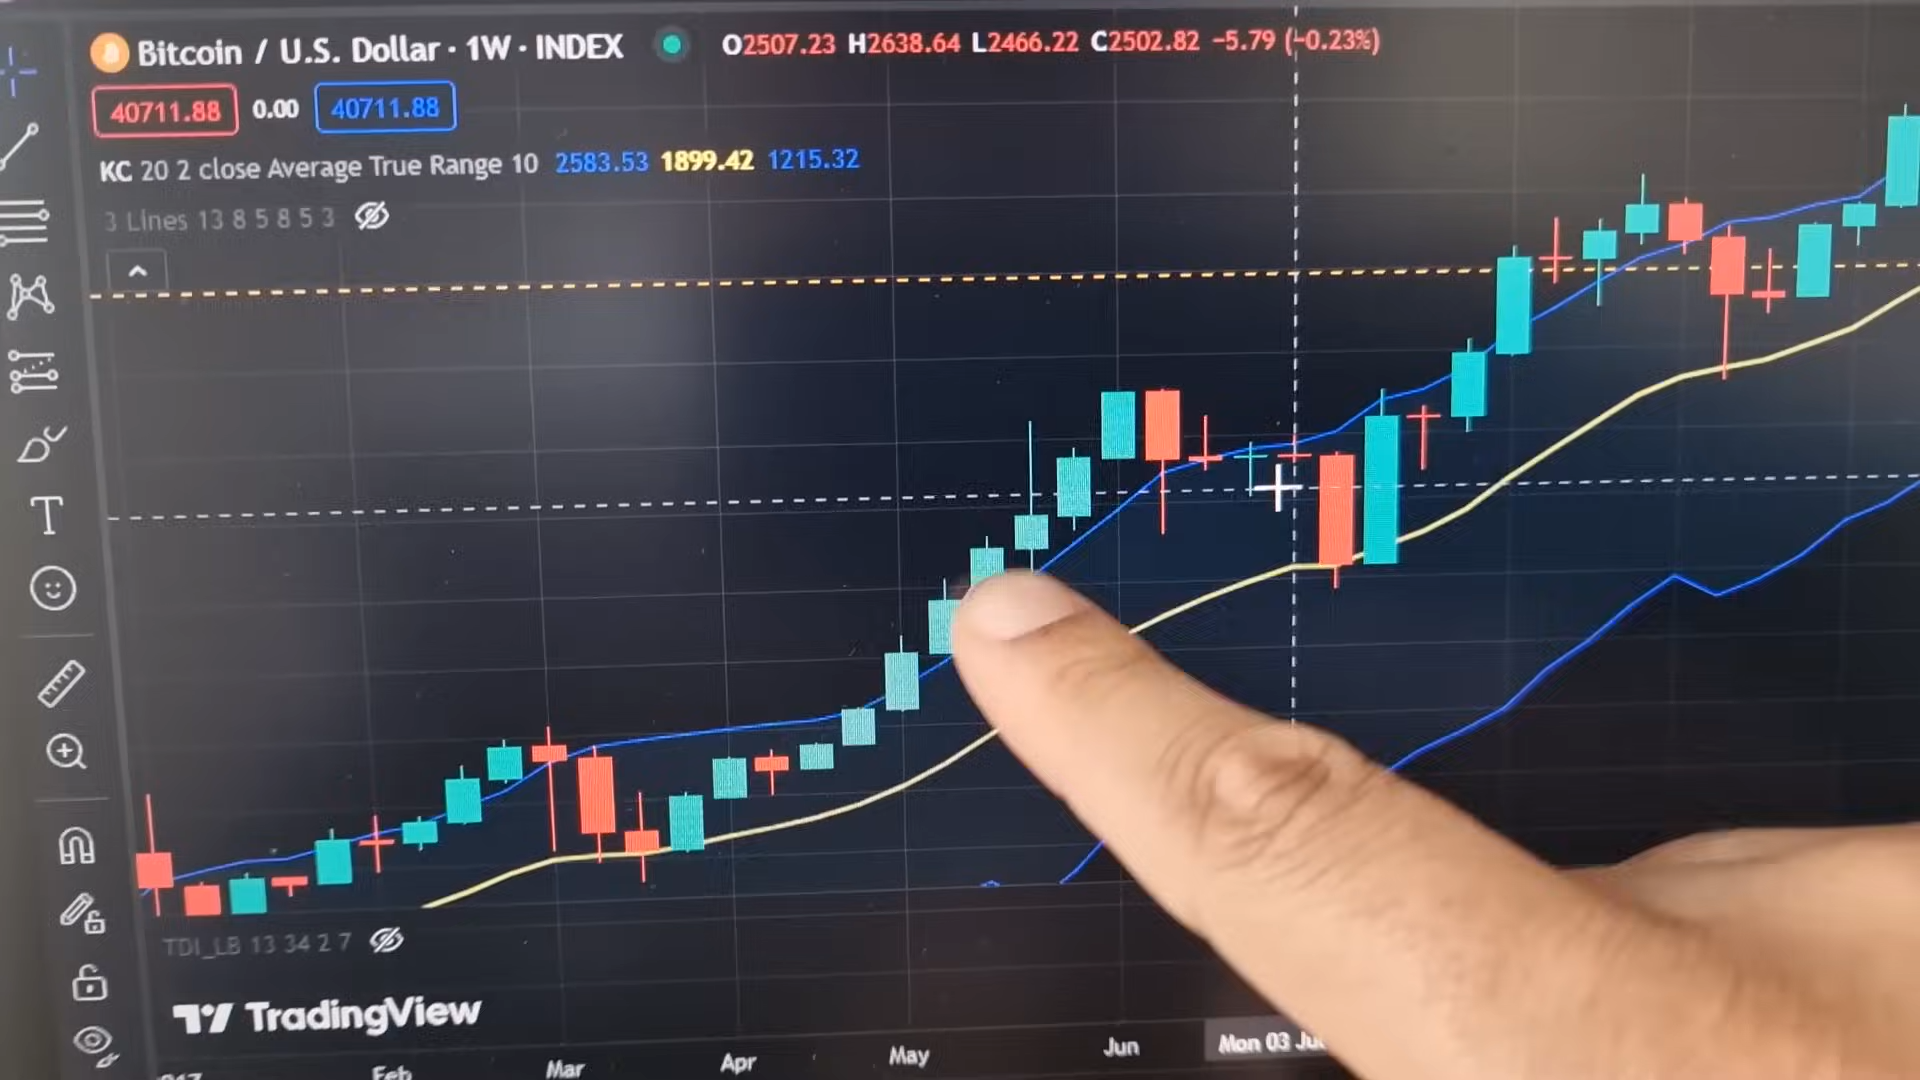 Bitcoin / U.S. Dollar · 1W · INDEX O2507.23 H2638.64 L2466.22 C2502.82 −5.79 (−0.23%)
40711.88 0.00 40711.88
KC 20 2 close Average True Range 10 2583.53 1899.42 1215.32
3 Lines 13 8 5 8 5 3
TDI_LB 13 34 2 7
TradingView
Feb Mar Apr May Jun Mon 03